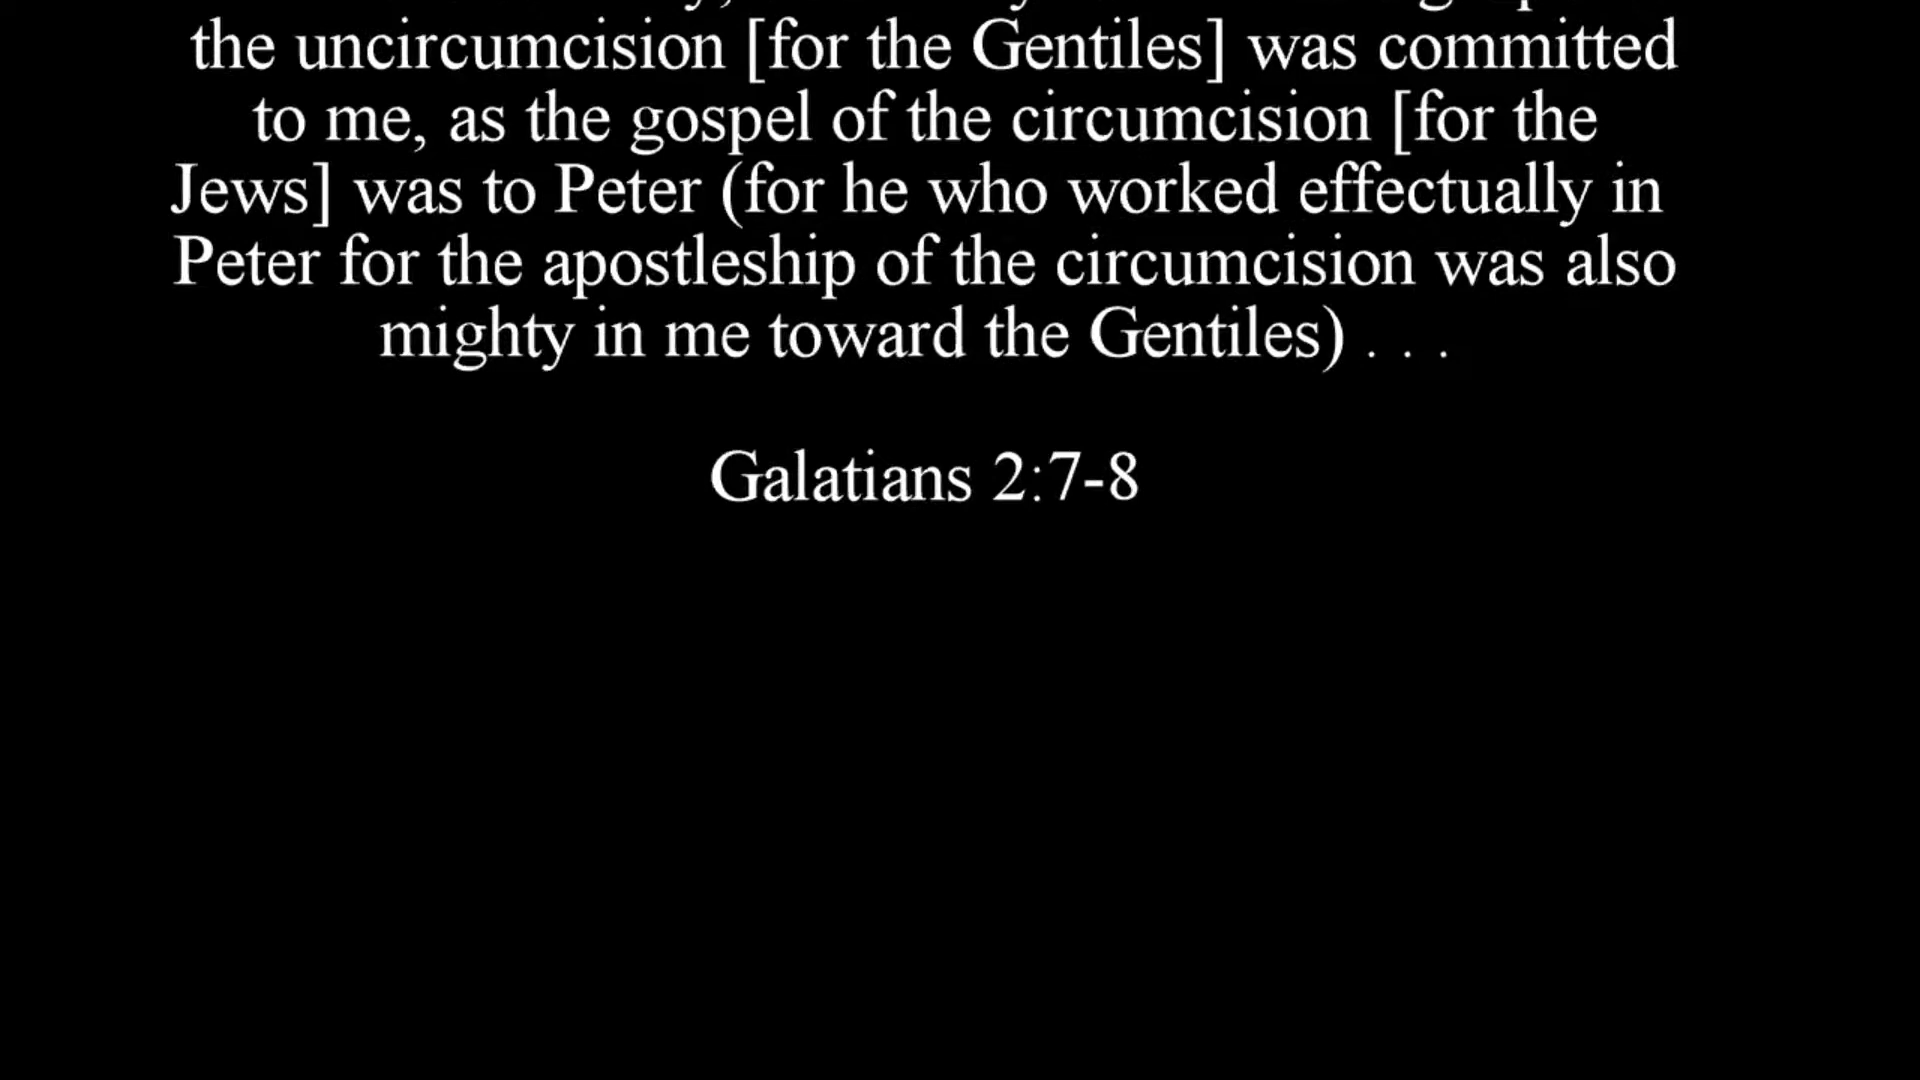 the uncircumcision [for the Gentiles] was committed
to me, as the gospel of the circumcision [for the
Jews] was to Peter (for he who worked effectually in
Peter for the apostleship of the circumcision was also
mighty in me toward the Gentiles) . . .
Galatians 2:7-8